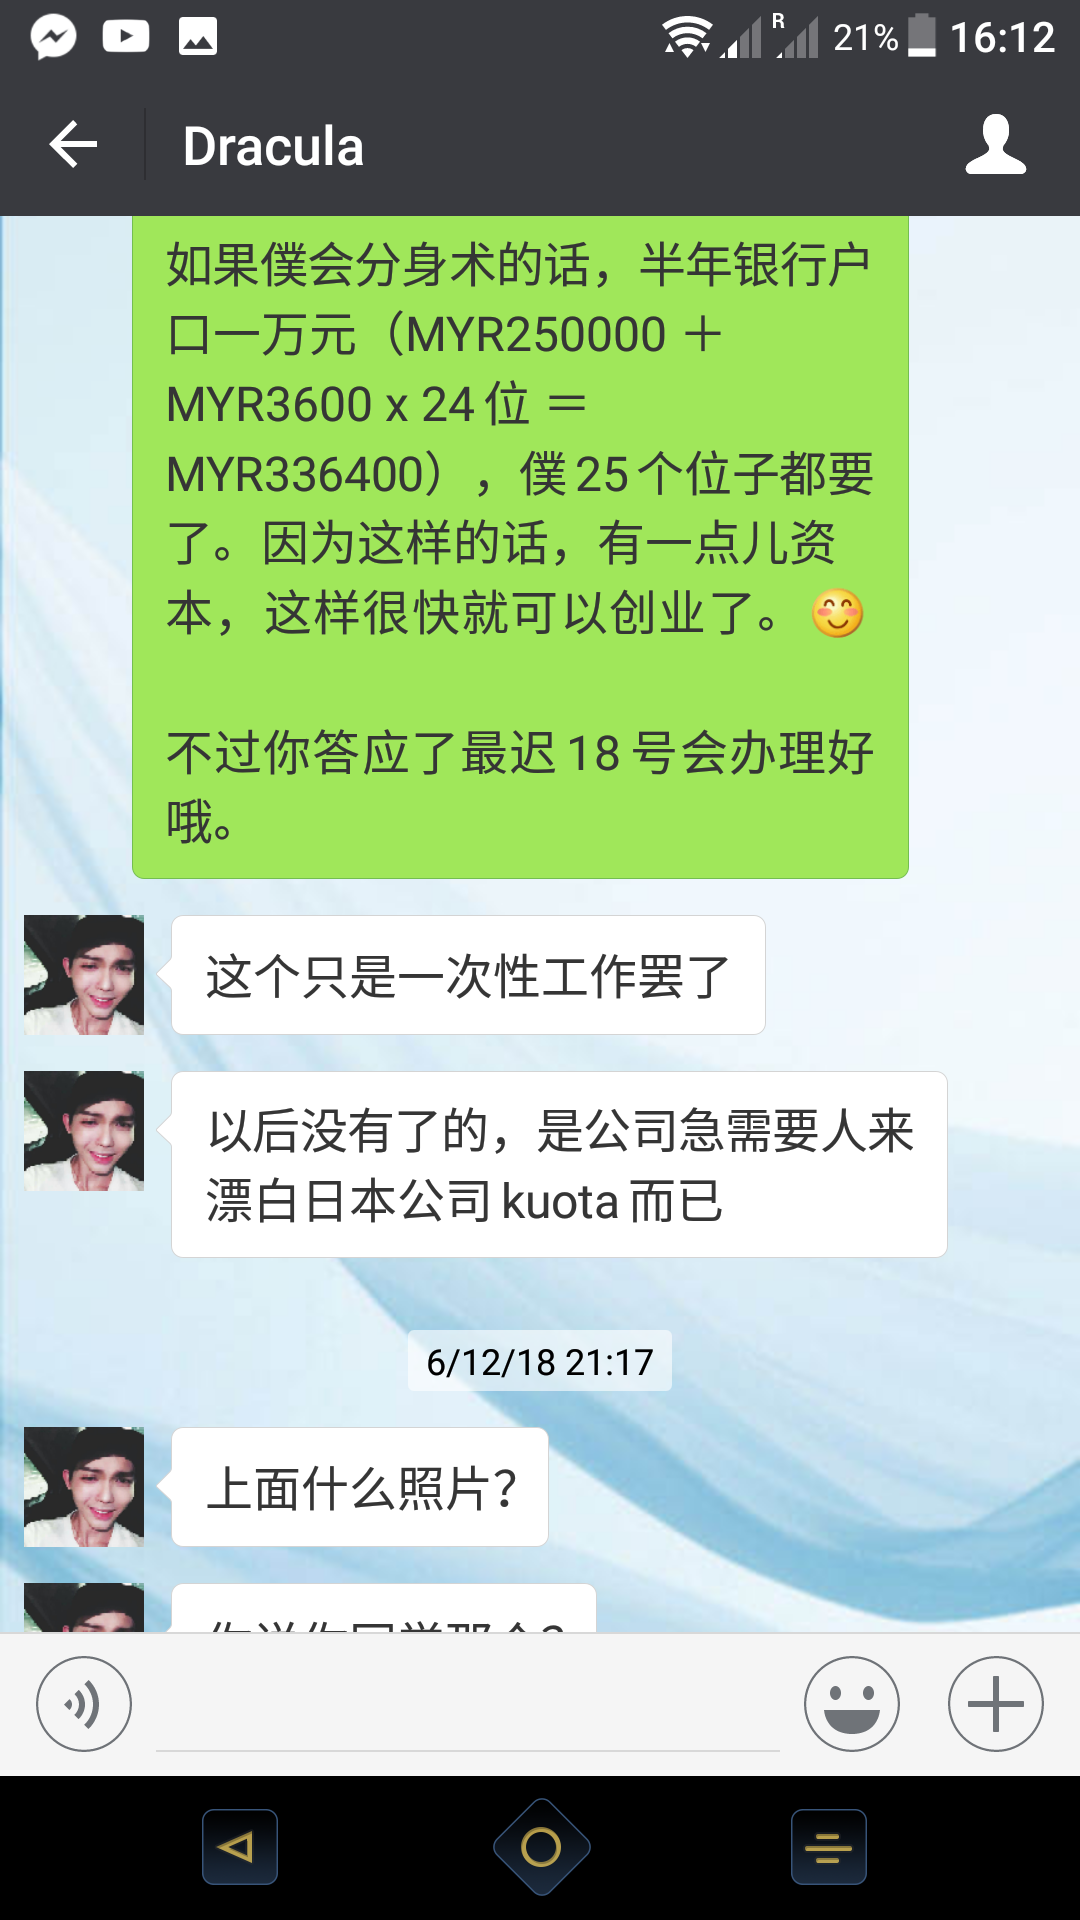 R 21% 16:12
Dracula
如果僕会分身术的话，半年银行户
口一万元（MYR250000 ＋
MYR3600 x 24 位 ＝
MYR336400），僕 25 个位子都要
了。因为这样的话，有一点儿资
本，这样很快就可以创业了。😊
不过你答应了最迟 18 号会办理好
哦。
这个只是一次性工作罢了
以后没有了的，是公司急需要人来
漂白日本公司 kuota 而已
6/12/18 21:17
上面什么照片？